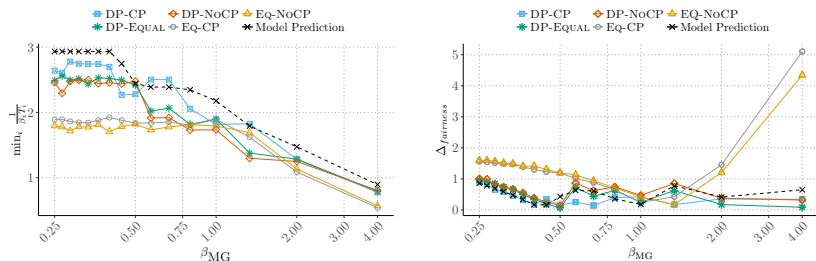 DP-CP DP-NoCP EQ-NoCP
DP-Equal EQ-CP Model Prediction
3
2
1
min_i 1/(β_i T_i)
0.25 0.50 0.75 1.00 2.00 3.00 4.00
β_MG
DP-CP DP-NoCP EQ-NoCP
DP-Equal EQ-CP Model Prediction
5
4
3
2
1
0
Δ_fairness
0.25 0.50 0.75 1.00 2.00 3.00 4.00
β_MG